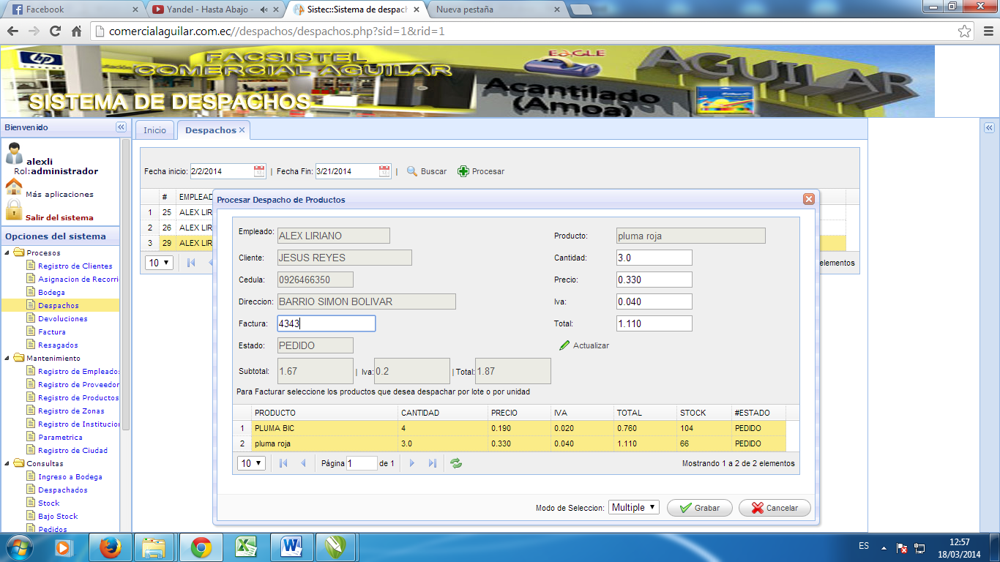 Facebook
Yandel - Hasta Abajo -
Sistec::Sistema de despach
Nueva pestaña
comercialaguilar.com.ec//despachos/despachos.php?sid=1&rid=1
hp
FACSISTEL
COMERCIAL AGUILAR
SISTEMA DE DESPACHOS
EAGLE
AGUILAR
Acantilado
(Amoa)
Bienvenido
Inicio
Despachos
alexli
Rol:administrador
Más aplicaciones
Salir del sistema
Fecha inicio: 2/2/2014 | Fecha Fin: 3/21/2014 | Buscar Procesar
# EMPLEAD
1 25 ALEX LIR
2 26 ALEX LIR
3 29 ALEX LIR
10
elementos
Opciones del sistema
Procesos
Registro de Clientes
Asignacion de Recorri
Bodega
Despachos
Devoluciones
Factura
Resagados
Mantenimiento
Registro de Empleados
Registro de Proveedor
Registro de Productos
Registro de Zonas
Registro de Institucion
Parametrica
Registro de Ciudad
Consultas
Ingreso a Bodega
Despachados
Stock
Bajo Stock
Pedidos
Procesar Despacho de Productos
Empleado: ALEX LIRIANO
Producto: pluma roja
Cliente: JESUS REYES
Cantidad: 3.0
Cedula: 0926466350
Precio: 0.330
Direccion: BARRIO SIMON BOLIVAR
Iva: 0.040
Factura: 4343
Total: 1.110
Estado: PEDIDO
Actualizar
Subtotal: 1.67 | Iva: 0.2 | Total: 1.87
Para Facturar seleccione los productos que desea despachar por lote o por unidad
PRODUCTO CANTIDAD PRECIO IVA TOTAL STOCK #ESTADO
1 PLUMA BIC 4 0.190 0.020 0.760 104 PEDIDO
2 pluma roja 3.0 0.330 0.040 1.110 66 PEDIDO
10 Página 1 de 1 Mostrando 1 a 2 de 2 elementos
Modo de Seleccion: Multiple Grabar Cancelar
ES
12:57
18/03/2014